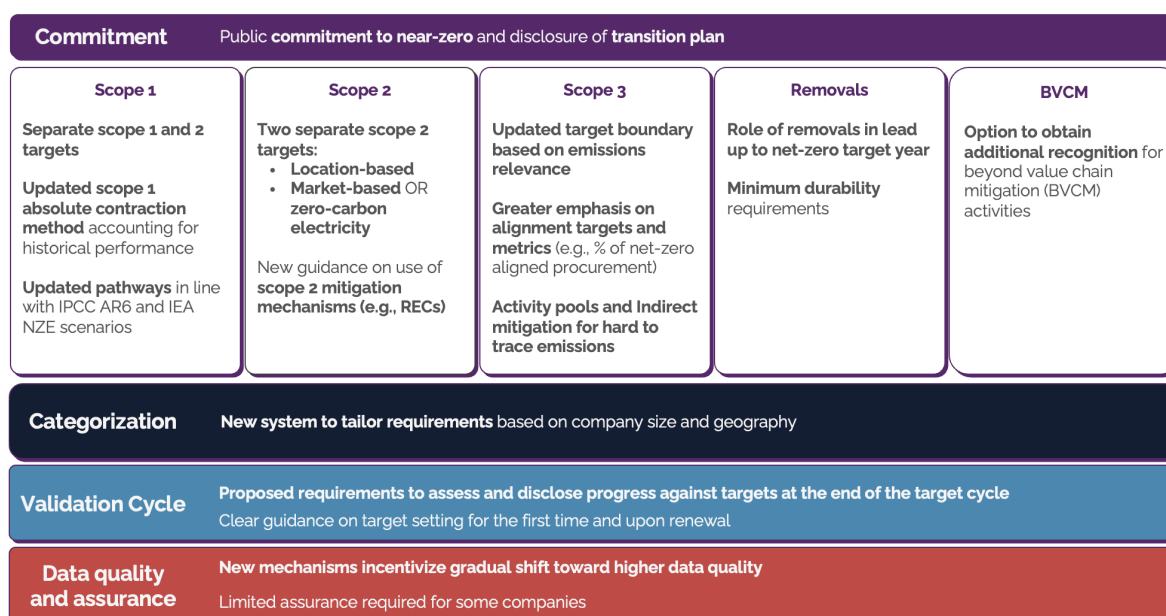 Commitment
Public commitment to near-zero and disclosure of transition plan
Scope 1
Separate scope 1 and 2
targets
Updated scope 1
absolute contraction
method accounting for
historical performance
Updated pathways in line
with IPCC AR6 and IEA
NZE scenarios
Scope 2
Two separate scope 2
targets:
• Location-based
• Market-based OR
zero-carbon
electricity
New guidance on use of
scope 2 mitigation
mechanisms (e.g., RECs)
Scope 3
Updated target boundary
based on emissions
relevance
Greater emphasis on
alignment targets and
metrics (e.g., % of net-zero
aligned procurement)
Activity pools and Indirect
mitigation for hard to
trace emissions
Removals
Role of removals in lead
up to net-zero target year
Minimum durability
requirements
BVCM
Option to obtain
additional recognition for
beyond value chain
mitigation (BVCM)
activities
Categorization
New system to tailor requirements based on company size and geography
Validation Cycle
Proposed requirements to assess and disclose progress against targets at the end of the target cycle
Clear guidance on target setting for the first time and upon renewal
Data quality
and assurance
New mechanisms incentivize gradual shift toward higher data quality
Limited assurance required for some companies